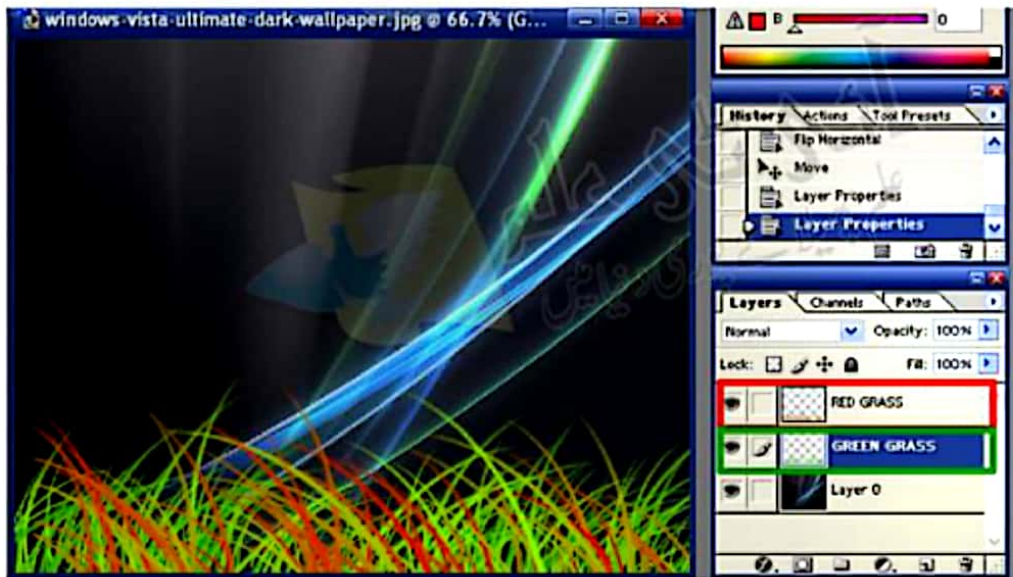 windows-vista-ultimate-dark-wallpaper.jpg @ 66.7% (G...
B 0
History Actions Tool Presets
Flip Horizontal
Move
Layer Properties
Layer Properties
Layers Channels Paths
Normal Opacity: 100%
Lock: Fill: 100%
RED GRASS
GREEN GRASS
Layer 0